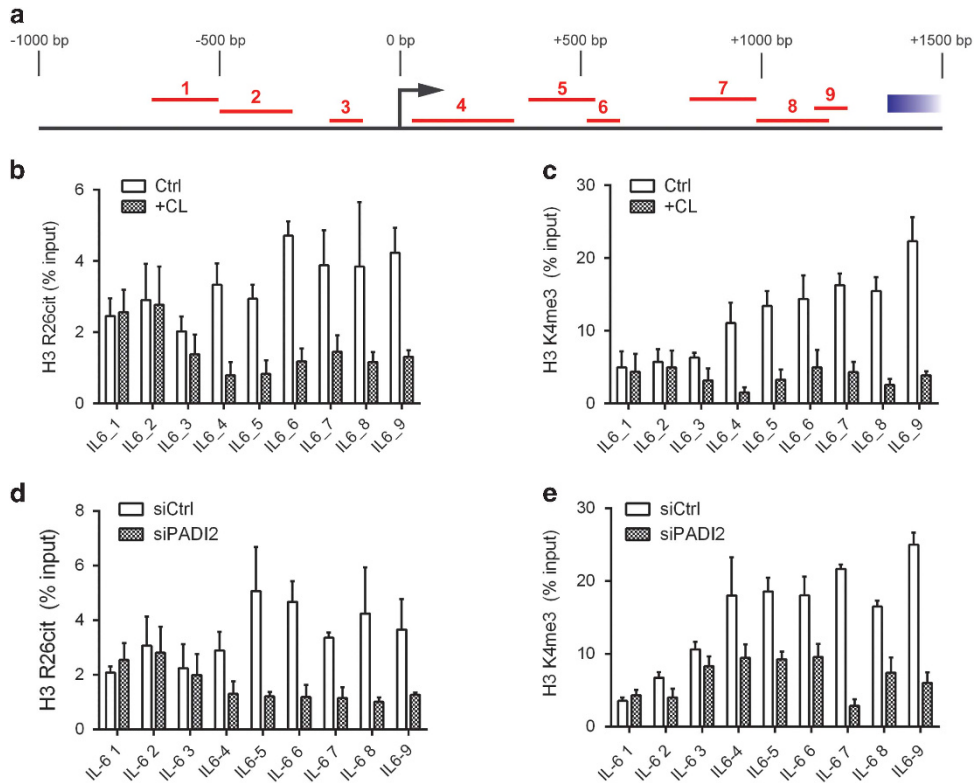 a
-1000 bp -500 bp 0 bp +500 bp +1000 bp +1500 bp
1 2 3 4 5 6 7 8 9
b
Ctrl
+CL
H3 R26cit (% input)
6
4
2
0
IL6_1 IL6_2 IL6_3 IL6_4 IL6_5 IL6_6 IL6_7 IL6_8 IL6_9
c
Ctrl
+CL
H3 K4me3 (% input)
30
20
10
0
IL6_1 IL6_2 IL6_3 IL6_4 IL6_5 IL6_6 IL6_7 IL6_8 IL6_9
d
siCtrl
siPADI2
H3 R26cit (% input)
8
6
4
2
0
IL-6 1 IL-6 2 IL-6 3 IL6-4 IL6-5 IL-6 6 IL-6 7 IL-6 8 IL6-9
e
siCtrl
siPADI2
H3 K4me3 (% input)
30
20
10
0
IL-6 1 IL-6 2 IL-6 3 IL6-4 IL6-5 IL-6 6 IL-6 7 IL-6 8 IL6-9